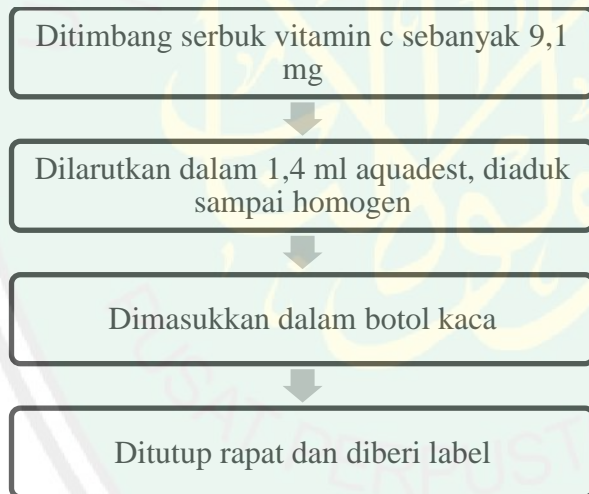 Ditimbang serbuk vitamin c sebanyak 9,1
mg
Dilarutkan dalam 1,4 ml aquadest, diaduk
sampai homogen
Dimasukkan dalam botol kaca
Ditutup rapat dan diberi label